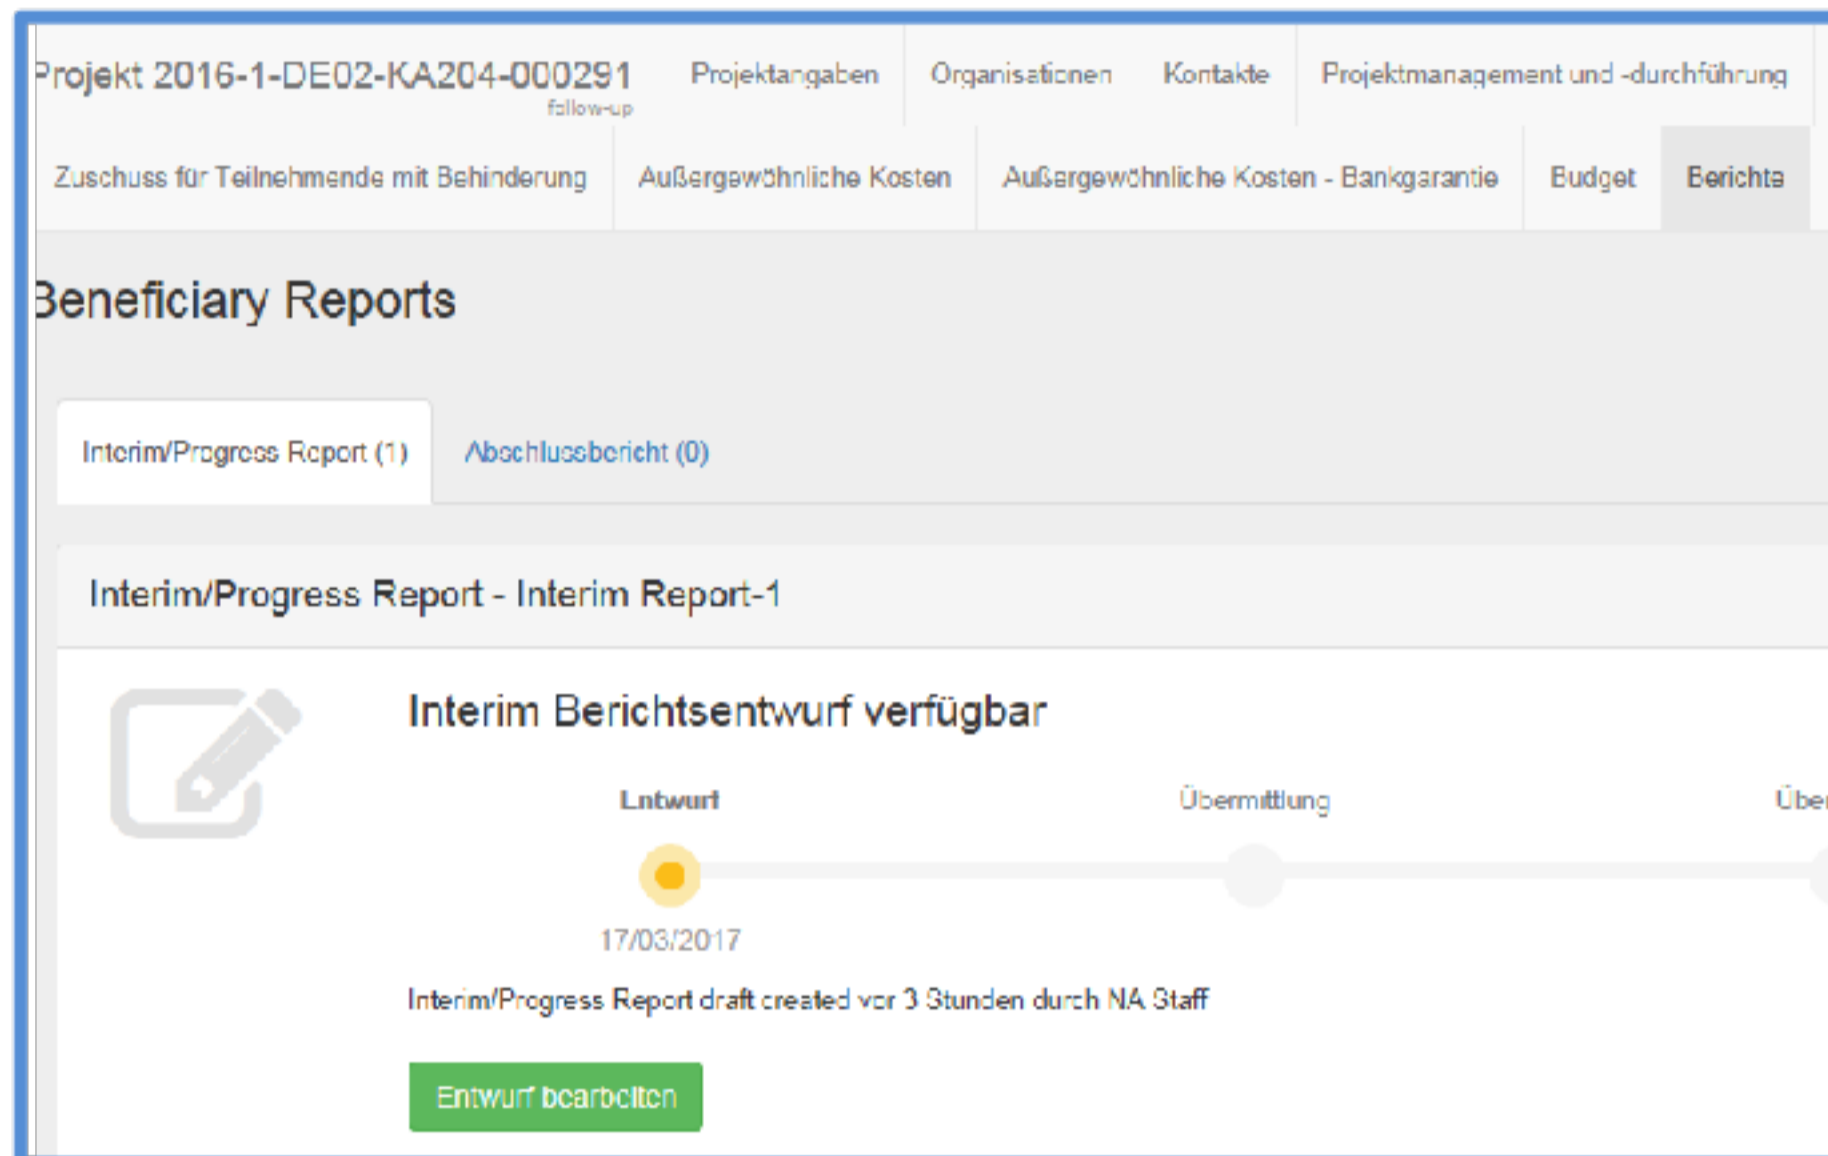 Projekt 2016-1-DE02-KA204-000291 Projektangaben Organisationen Kontakte Projektmanagement und -durchführung
follow-up
Zuschuss für Teilnehmende mit Behinderung Außergewöhnliche Kosten Außergewöhnliche Kosten - Bankgarantie Budget Berichte
Beneficiary Reports
Interim/Progress Report (1) Abschlussbericht (0)
Interim/Progress Report - Interim Report-1
Interim Berichtsentwurf verfügbar
Entwurf Übermittlung Über
17/03/2017
Interim/Progress Report draft created vor 3 Stunden durch NA Staff
Entwurf bearbeiten